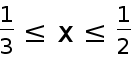 1/3 ≤ x ≤ 1/2